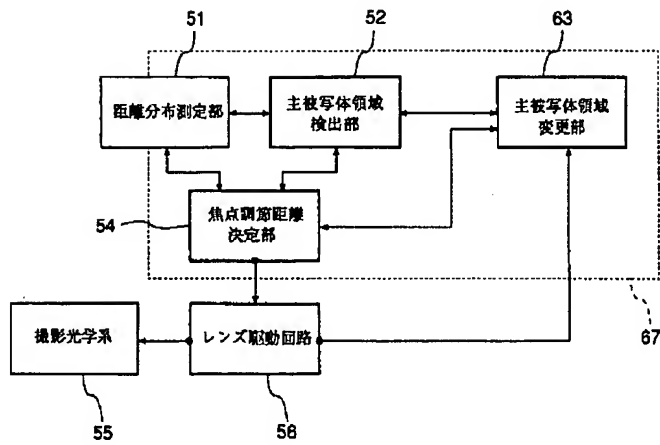 51
52
63
距離分布測定部
主被写体領域
検出部
主被写体領域
変更部
54
焦点調節距離
決定部
撮影光学系
レンズ駆動回路
67
55
56